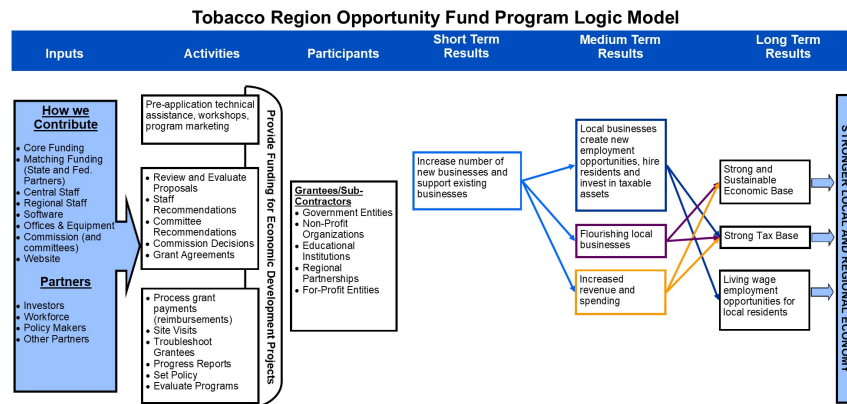 Tobacco Region Opportunity Fund Program Logic Model
Inputs
Activities
Participants
Short Term
Results
Medium Term
Results
Long Term
Results
How we
Contribute
• Core Funding
• Matching Funding
(State and Fed.
Partners)
• Central Staff
• Regional Staff
• Software
• Offices & Equipment
• Commission (and
committees)
• Website
Partners
• Investors
• Workforce
• Policy Makers
• Other Partners
Pre-application technical
assistance, workshops,
program marketing
• Review and Evaluate
Proposals
• Staff
Recommendations
• Committee
Recommendations
• Commission Decisions
• Grant Agreements
• Process grant
payments
(reimbursements)
• Site Visits
• Troubleshoot
Grantees
• Progress Reports
• Set Policy
• Evaluate Programs
Provide Funding for Economic Development Projects
Grantees/Sub-
Contractors
• Government Entities
• Non-Profit
Organizations
• Educational
Institutions
• Regional
Partnerships
• For-Profit Entities
Increase number of
new businesses and
support existing
businesses
Local businesses
create new
employment
opportunities, hire
residents and
invest in taxable
assets
Flourishing local
businesses
Increased
revenue and
spending
Strong and
Sustainable
Economic Base
Strong Tax Base
Living wage
employment
opportunities for
local residents
STRONGER LOCAL AND REGIONAL ECONOMY